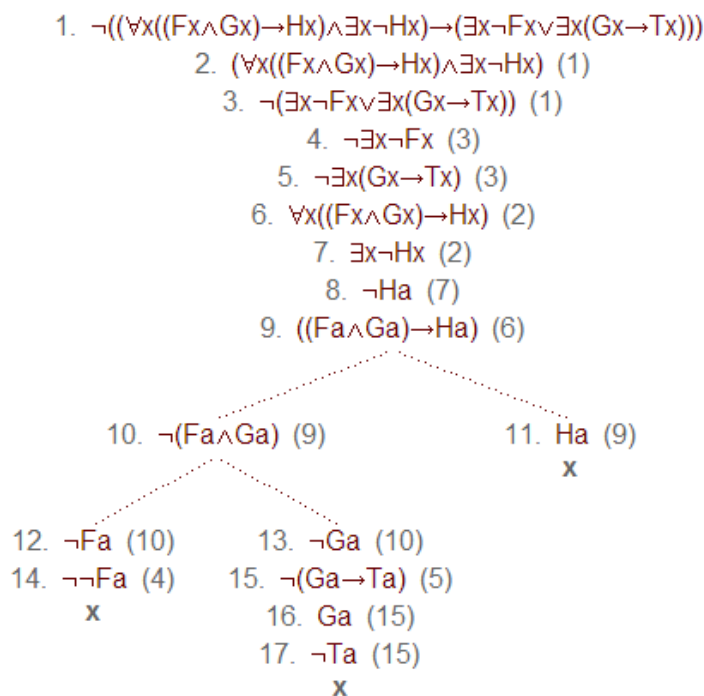 1. ¬((∀x((Fx∧Gx)→Hx)∧∃x¬Hx)→(∃x¬Fx∨∃x(Gx→Tx)))
2. (∀x((Fx∧Gx)→Hx)∧∃x¬Hx) (1)
3. ¬(∃x¬Fx∨∃x(Gx→Tx)) (1)
4. ¬∃x¬Fx (3)
5. ¬∃x(Gx→Tx) (3)
6. ∀x((Fx∧Gx)→Hx) (2)
7. ∃x¬Hx (2)
8. ¬Ha (7)
9. ((Fa∧Ga)→Ha) (6)
10. ¬(Fa∧Ga) (9) 11. Ha (9)
x
12. ¬Fa (10) 13. ¬Ga (10)
14. ¬¬Fa (4) 15. ¬(Ga→Ta) (5)
x 16. Ga (15)
17. ¬Ta (15)
x